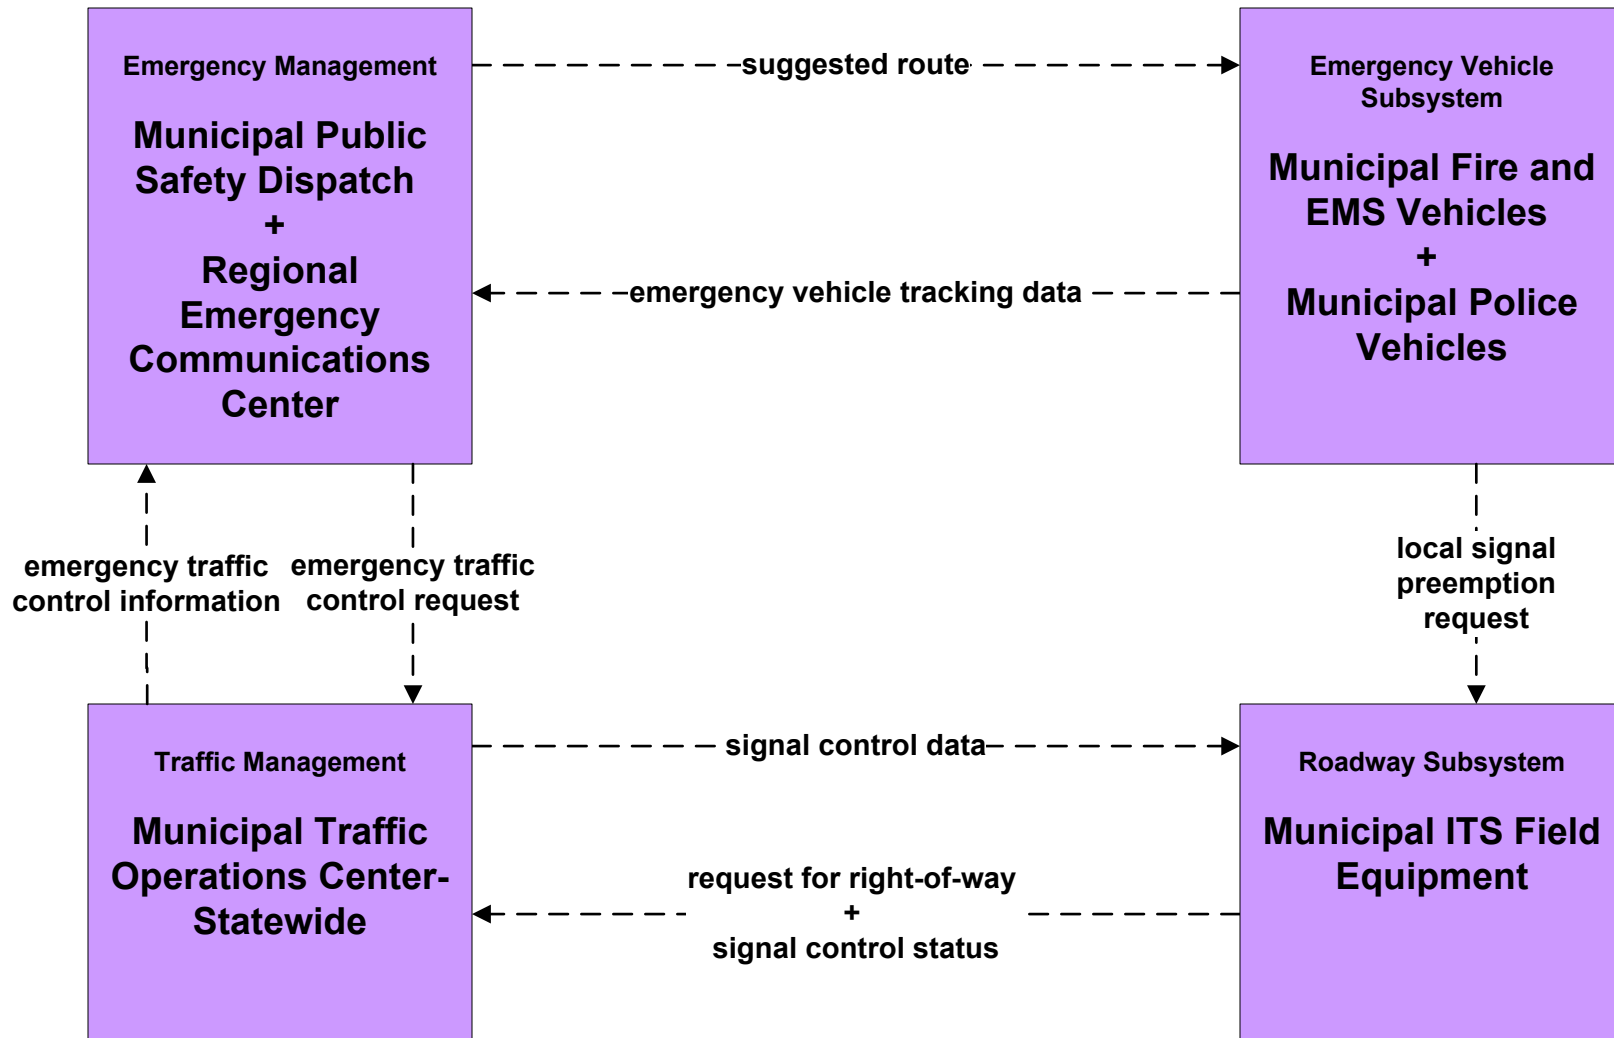 Emergency Management
Municipal Public
Safety Dispatch
+
Regional
Emergency
Communications
Center
suggested route
Emergency Vehicle
Subsystem
Municipal Fire and
EMS Vehicles
+
Municipal Police
Vehicles
emergency vehicle tracking data
emergency traffic
control information
emergency traffic
control request
local signal
preemption
request
Traffic Management
Municipal Traffic
Operations Center-
Statewide
signal control data
Roadway Subsystem
Municipal ITS Field
Equipment
request for right-of-way
+
signal control status